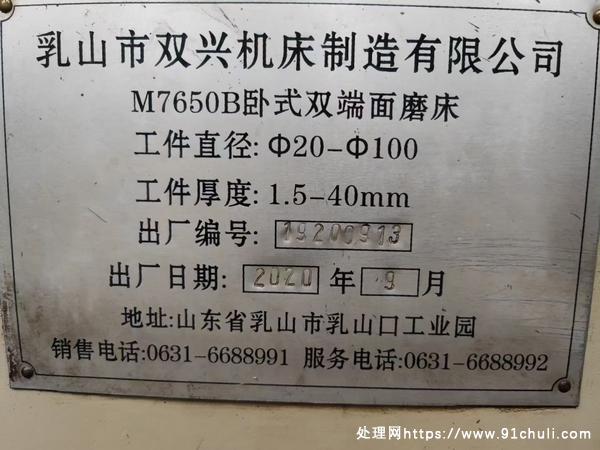 乳山市双兴机床制造有限公司
M7650B卧式双端面磨床
工件直径:Φ20-Φ100
工件厚度:1.5-40mm
出厂编号: 19200913
出厂日期: 2020 年 9 月
地址:山东省乳山市乳山口工业园
销售电话:0631-6688991 服务电话:0631-6688992
处理网https://www.91chuli.com/